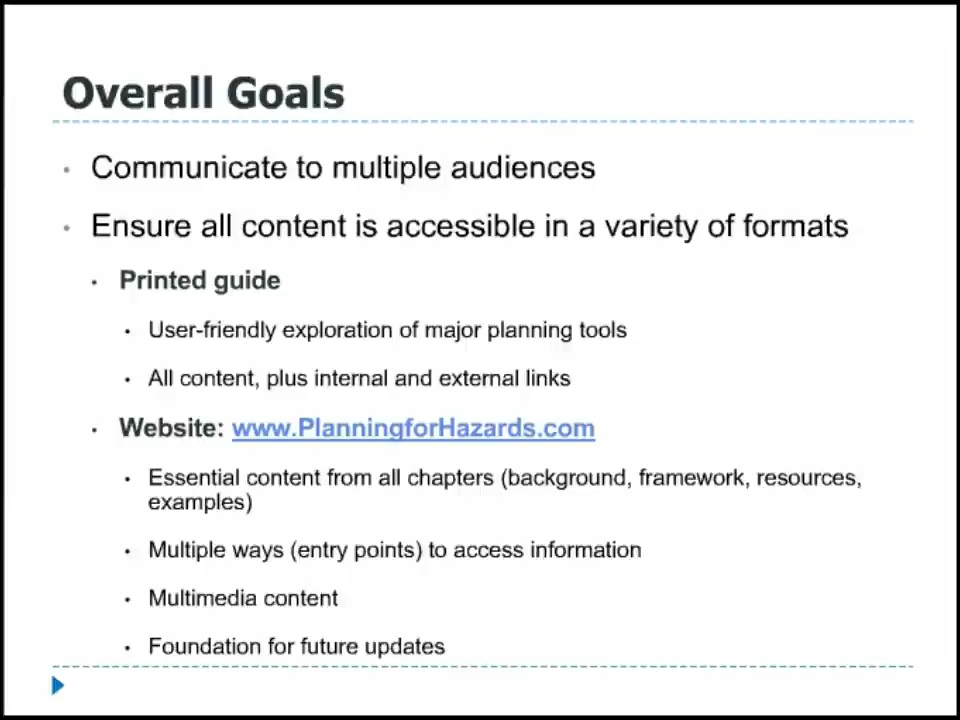 Overall Goals
Communicate to multiple audiences
Ensure all content is accessible in a variety of formats
Printed guide
User-friendly exploration of major planning tools
All content, plus internal and external links
Website: www.PlanningforHazards.com
Essential content from all chapters (background, framework, resources,
examples)
Multiple ways (entry points) to access information
Multimedia content
Foundation for future updates